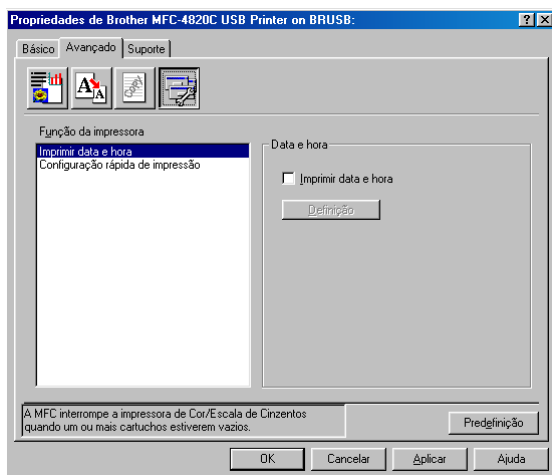 Propriedades de Brother MFC-4820C USB Printer on BRUSB:
Básico Avançado Suporte
Função da impressora
Imprimir data e hora
Configuração rápida de impressão
Data e hora
Imprimir data e hora
Definição
A MFC interrompe a impressora de Cor/Escala de Cinzentos
quando um ou mais cartuchos estiverem vazios.
Predefinição
OK Cancelar Aplicar Ajuda